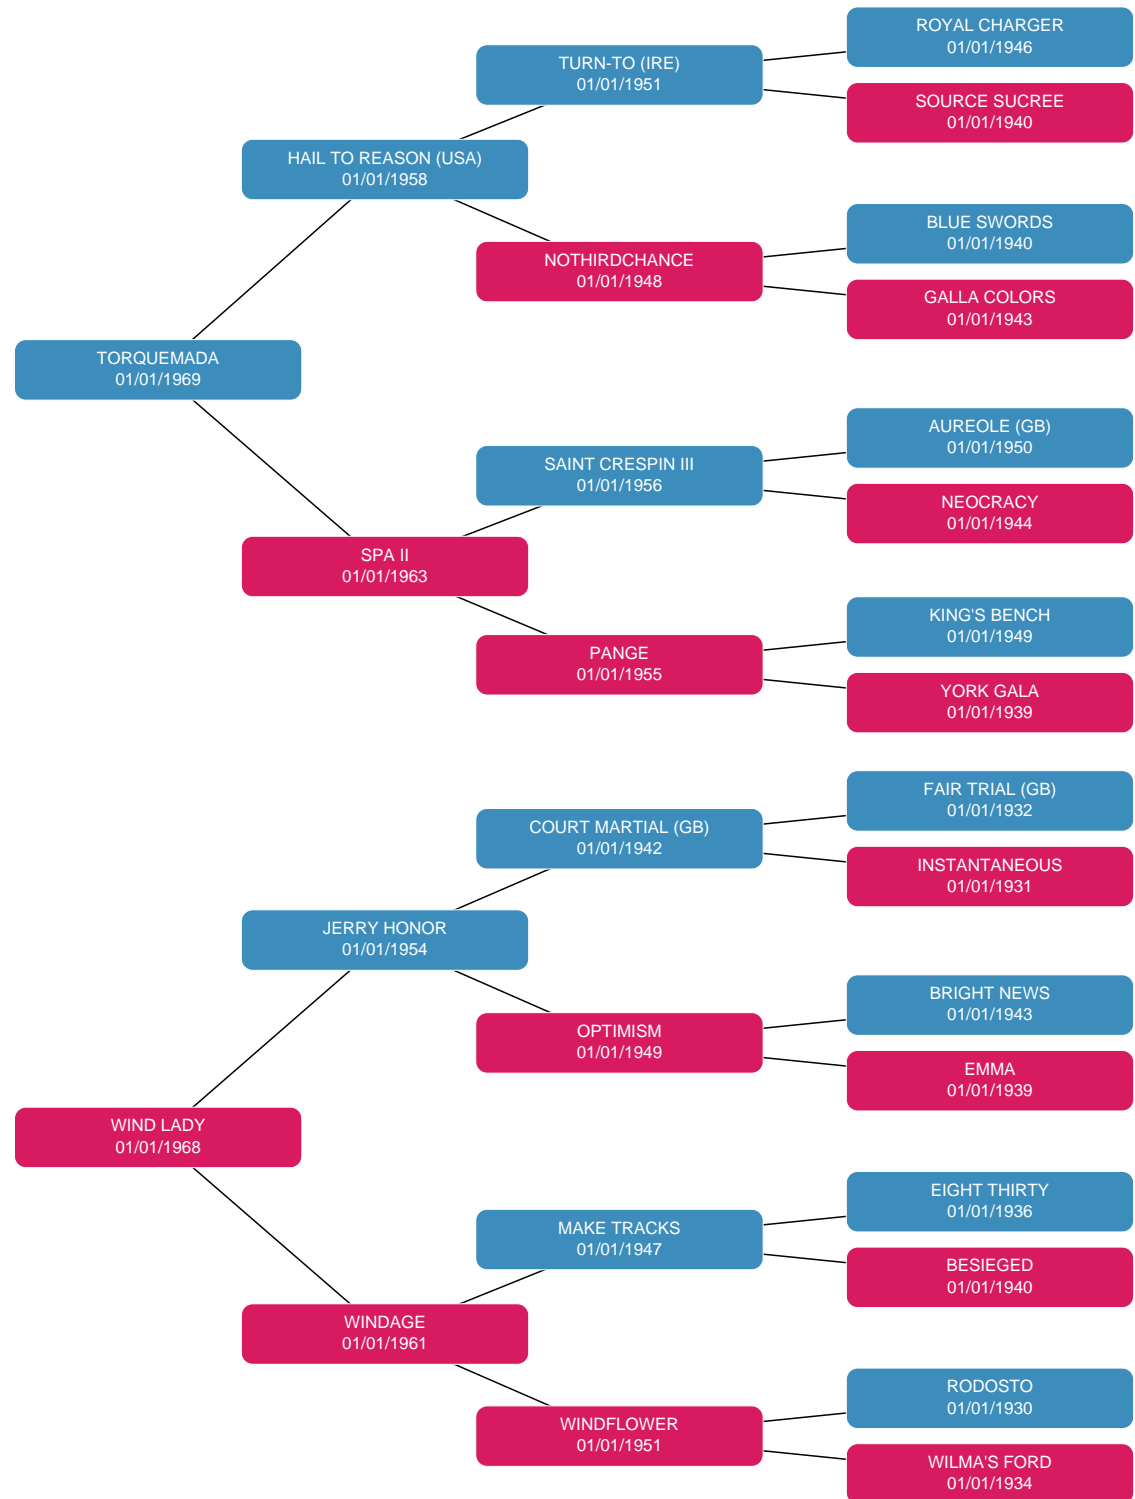 ROYAL CHARGER
01/01/1946
TURN-TO (IRE)
01/01/1951
SOURCE SUCREE
01/01/1940
HAIL TO REASON (USA)
01/01/1958
BLUE SWORDS
01/01/1940
NOTHIRDCHANCE
01/01/1948
GALLA COLORS
01/01/1943
TORQUEMADA
01/01/1969
AUREOLE (GB)
01/01/1950
SAINT CRESPIN III
01/01/1956
NEOCRACY
01/01/1944
SPA II
01/01/1963
KING'S BENCH
01/01/1949
PANGE
01/01/1955
YORK GALA
01/01/1939
FAIR TRIAL (GB)
01/01/1932
COURT MARTIAL (GB)
01/01/1942
INSTANTANEOUS
01/01/1931
JERRY HONOR
01/01/1954
BRIGHT NEWS
01/01/1943
OPTIMISM
01/01/1949
EMMA
01/01/1939
WIND LADY
01/01/1968
EIGHT THIRTY
01/01/1936
MAKE TRACKS
01/01/1947
BESIEGED
01/01/1940
WINDAGE
01/01/1961
RODOSTO
01/01/1930
WINDFLOWER
01/01/1951
WILMA'S FORD
01/01/1934